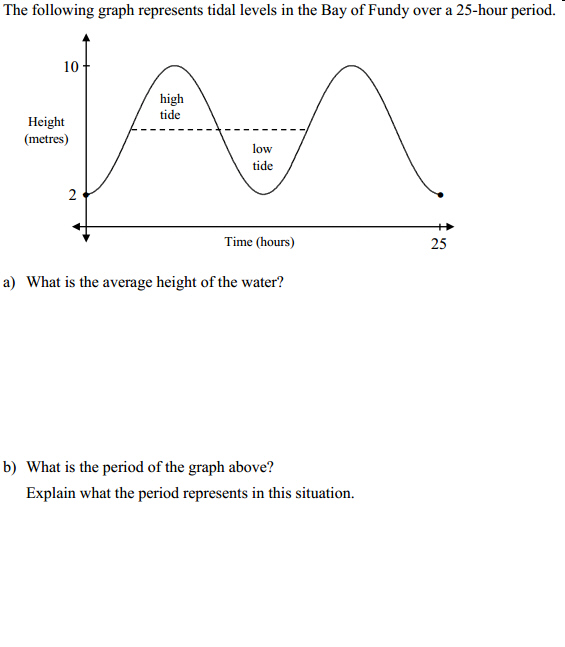 The following graph represents tidal levels in the Bay of Fundy over a 25-hour period.
10
high
tide
Height
(metres)
low
tide
2
Time (hours)
25
a) What is the average height of the water?
b) What is the period of the graph above?
Explain what the period represents in this situation.